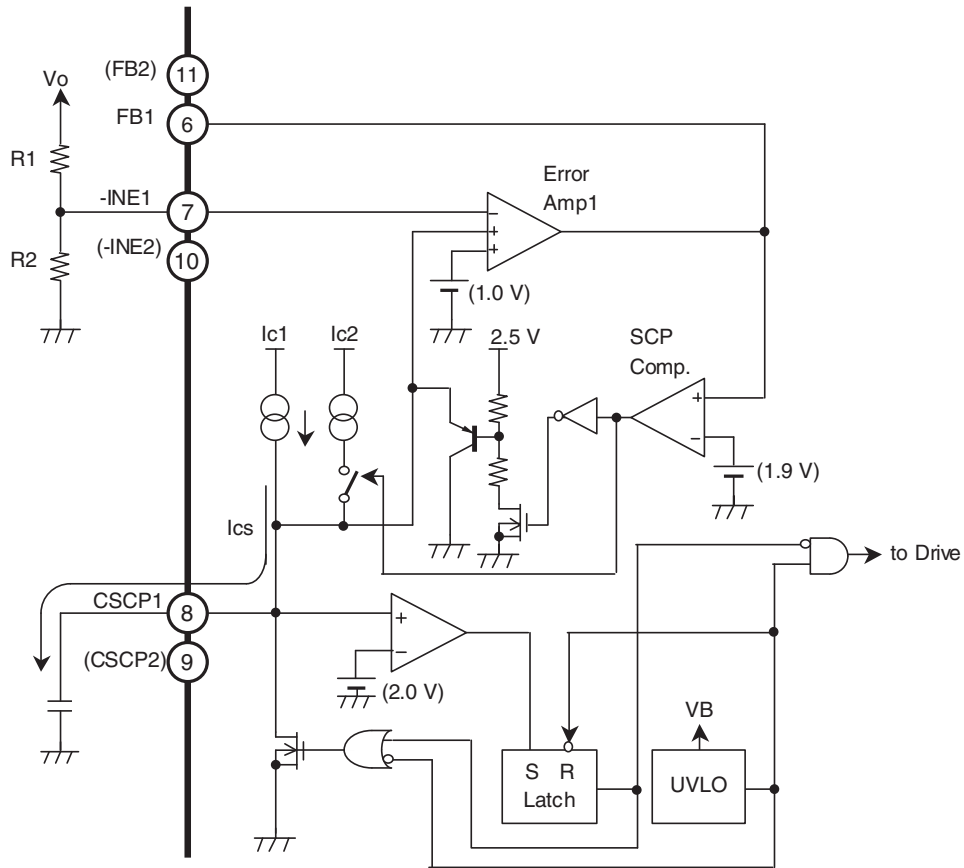 (FB2)
11
Vo
FB1
6
R1
-INE1
7
(-INE2)
10
R2
Error
Amp1
(1.0 V)
Ic1
Ic2
2.5 V
SCP
Comp.
(1.9 V)
Ics
to Drive
CSCP1
8
(CSCP2)
9
(2.0 V)
VB
S R
Latch
UVLO